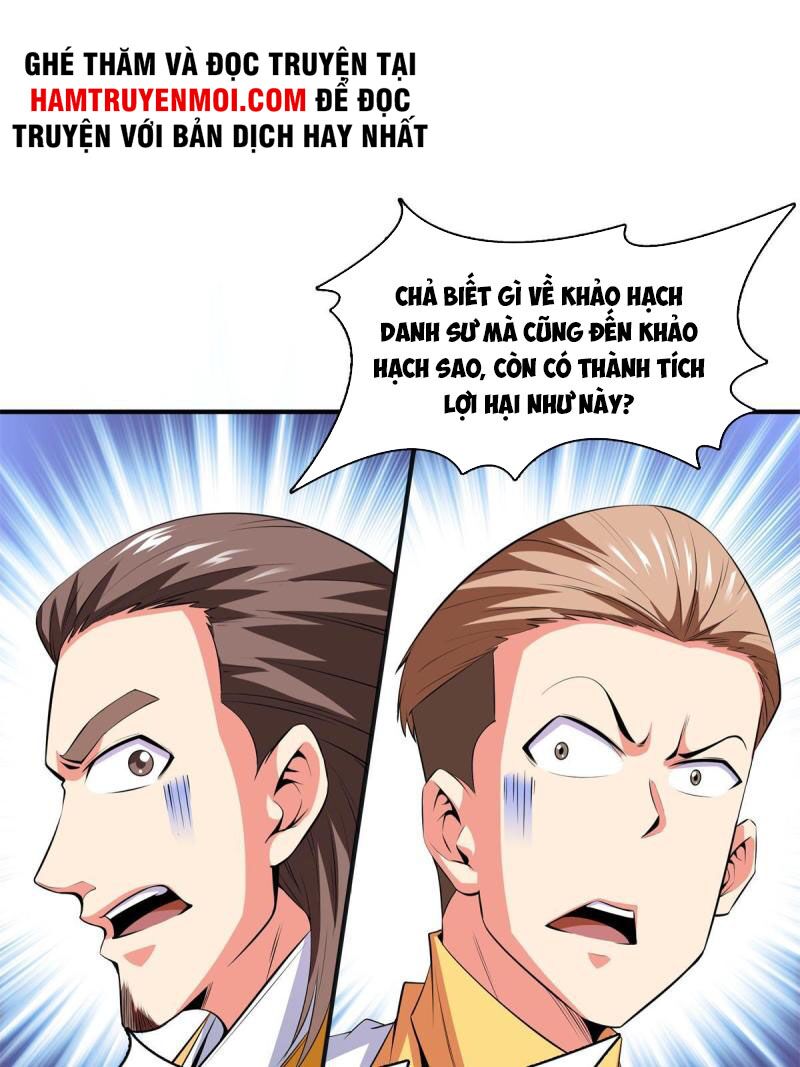 GHÉ THĂM VÀ ĐỌC TRUYỆN TẠI
HAMTRUYENMOI.COM ĐỂ ĐỌC
TRUYỆN VỚI BẢN DỊCH HAY NHẤT
CHẢ BIẾT GÌ VỀ KHẢO HẠCH
DANH SƯ MÀ CŨNG ĐẾN KHẢO
HẠCH SAO, CÒN CÓ THÀNH TÍCH
LỢI HẠI NHƯ NÀY?